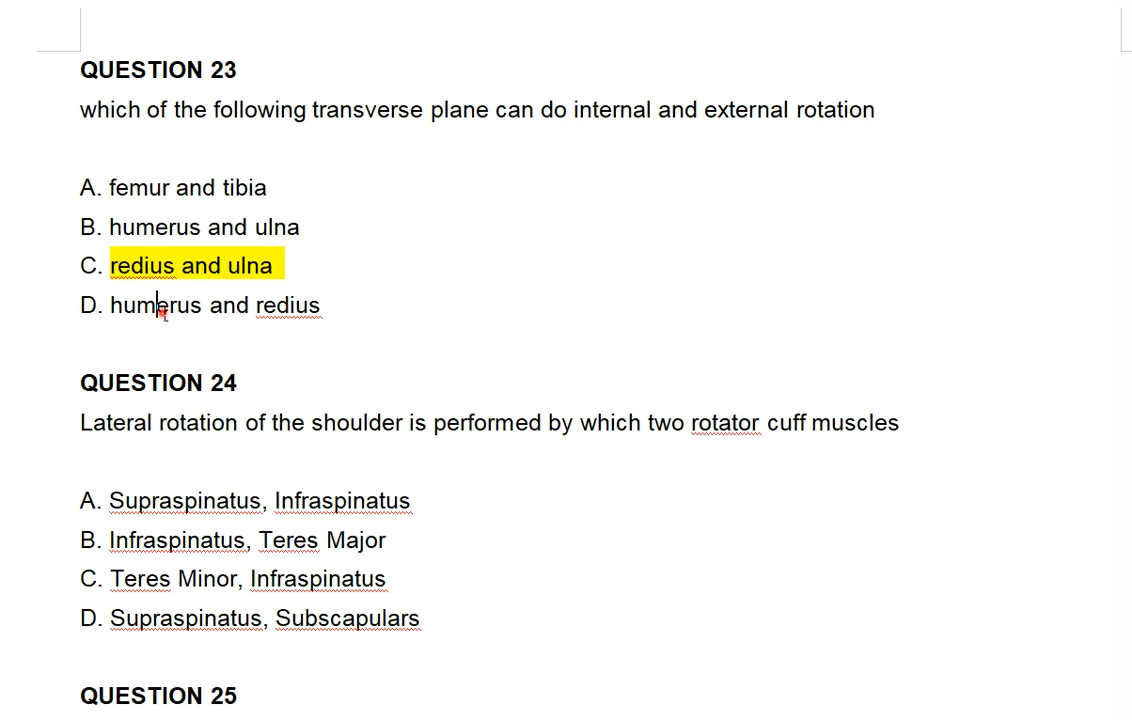 QUESTION 23
which of the following transverse plane can do internal and external rotation
A. femur and tibia
B. humerus and ulna
C. redius and ulna
D. humerus and redius
QUESTION 24
Lateral rotation of the shoulder is performed by which two rotator cuff muscles
A. Supraspinatus, Infraspinatus
B. Infraspinatus, Teres Major
C. Teres Minor, Infraspinatus
D. Supraspinatus, Subscapulars
QUESTION 25